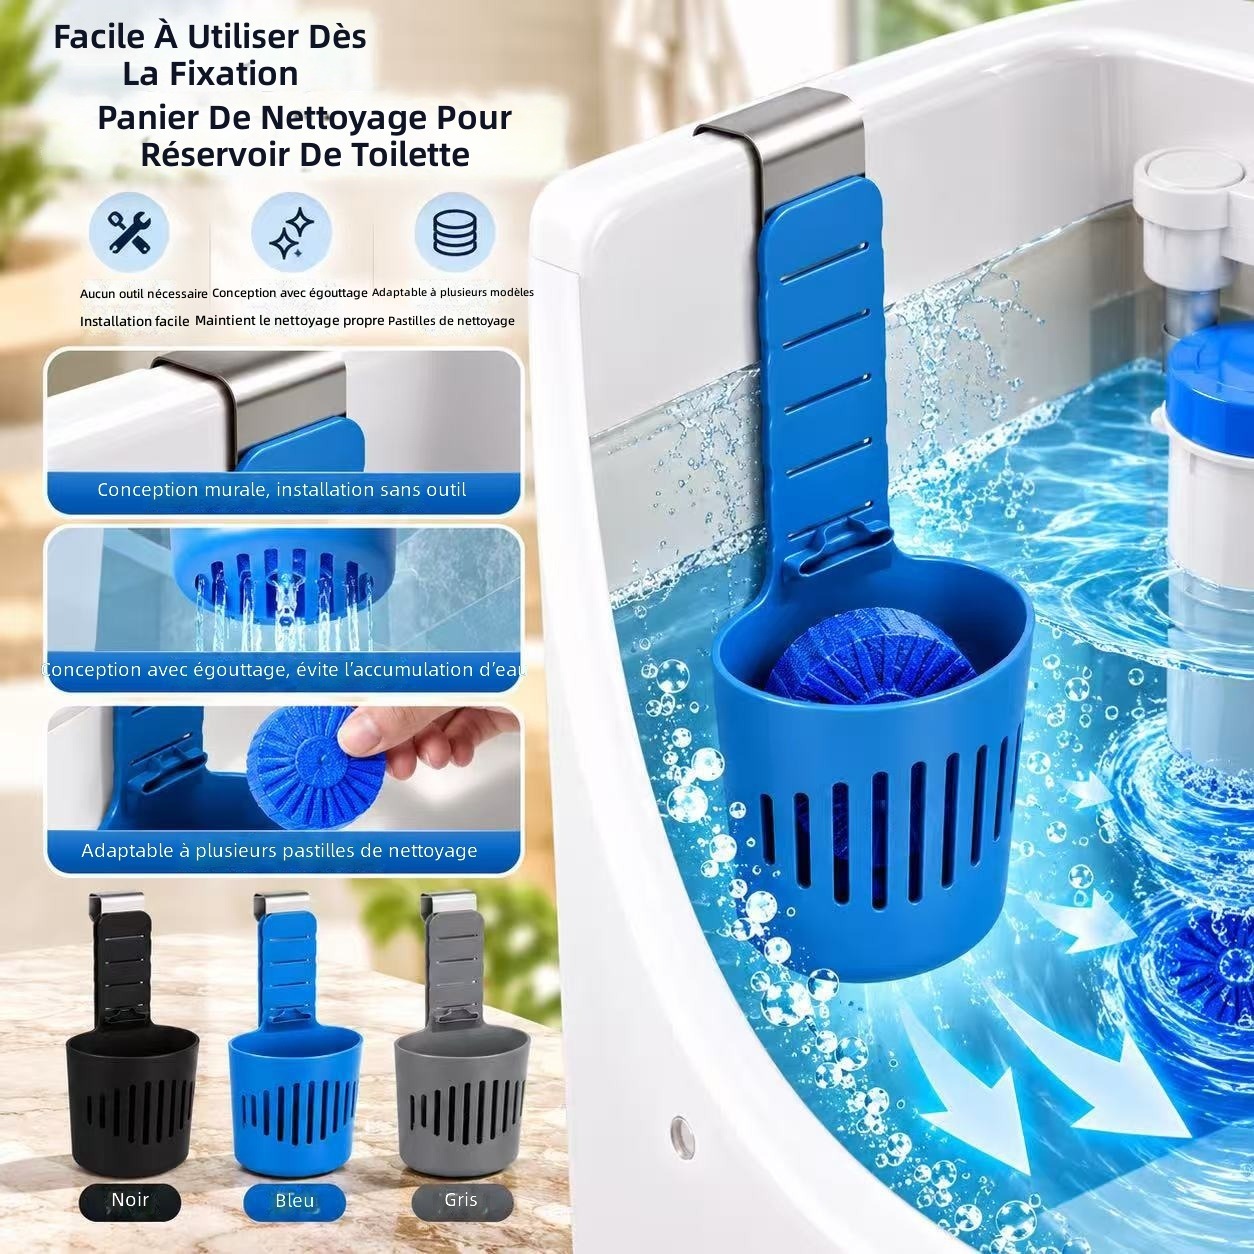 Facile À Utiliser Dès
La Fixation
Panier De Nettoyage Pour
Réservoir De Toilette
Aucun outil nécessaire
Installation facile
Conception avec égouttage
Maintient le nettoyage propre
Adaptable à plusieurs modèles
Pastilles de nettoyage
Conception murale, installation sans outil
Conception avec égouttage, évite l'accumulation d'eau
Adaptable à plusieurs pastilles de nettoyage
Noir
Bleu
Gris